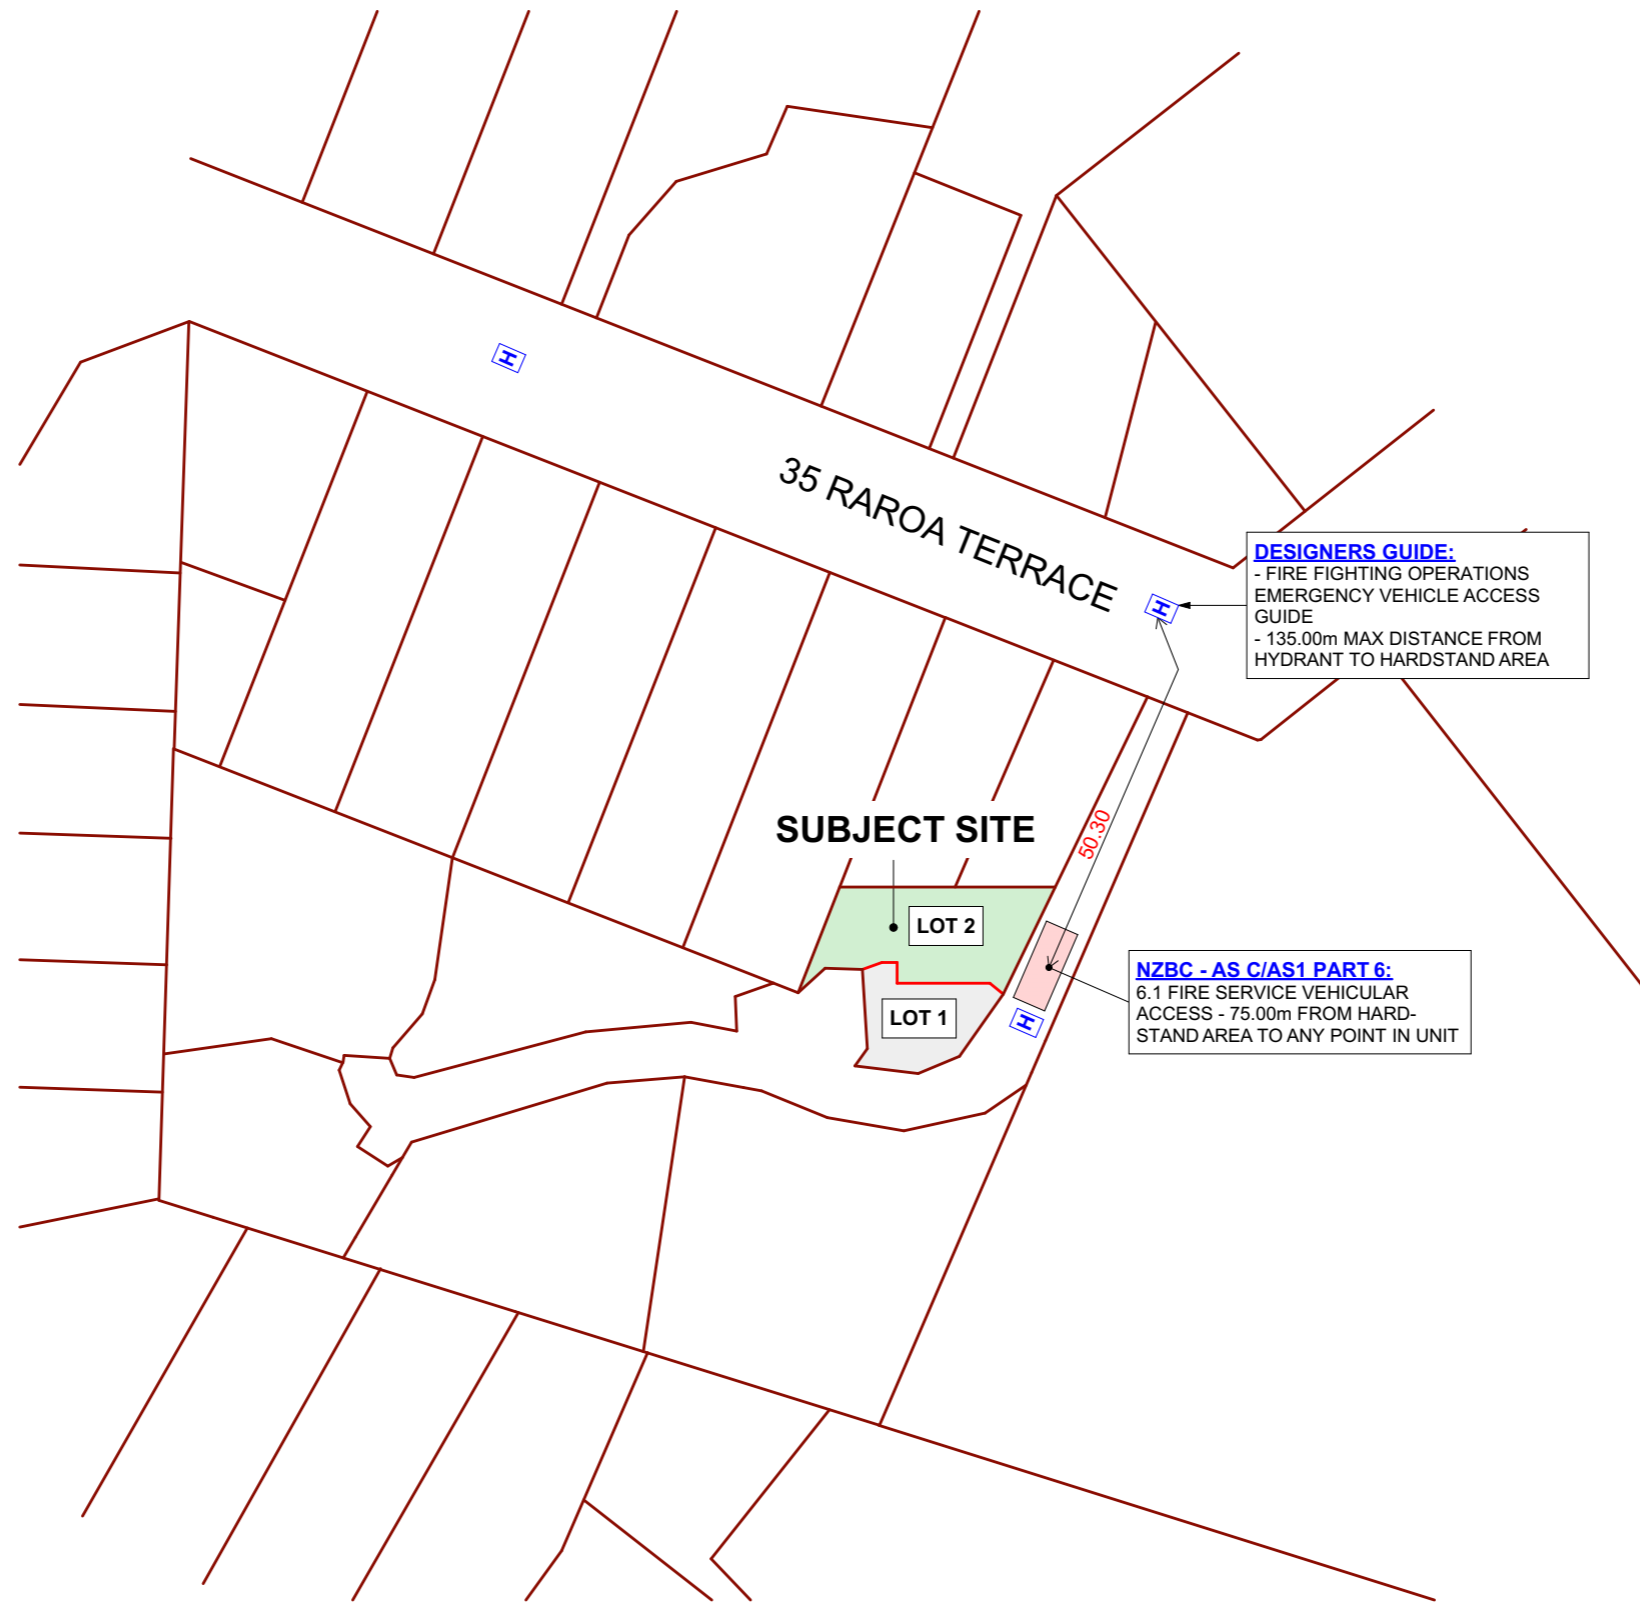 H
35 RAROA TERRACE
H
DESIGNERS GUIDE:
- FIRE FIGHTING OPERATIONS
EMERGENCY VEHICLE ACCESS
GUIDE
- 135.00m MAX DISTANCE FROM
HYDRANT TO HARDSTAND AREA
SUBJECT SITE
50.30
LOT 2
LOT 1
H
NZBC - AS C/AS1 PART 6:
6.1 FIRE SERVICE VEHICULAR
ACCESS - 75.00m FROM HARD-
STAND AREA TO ANY POINT IN UNIT